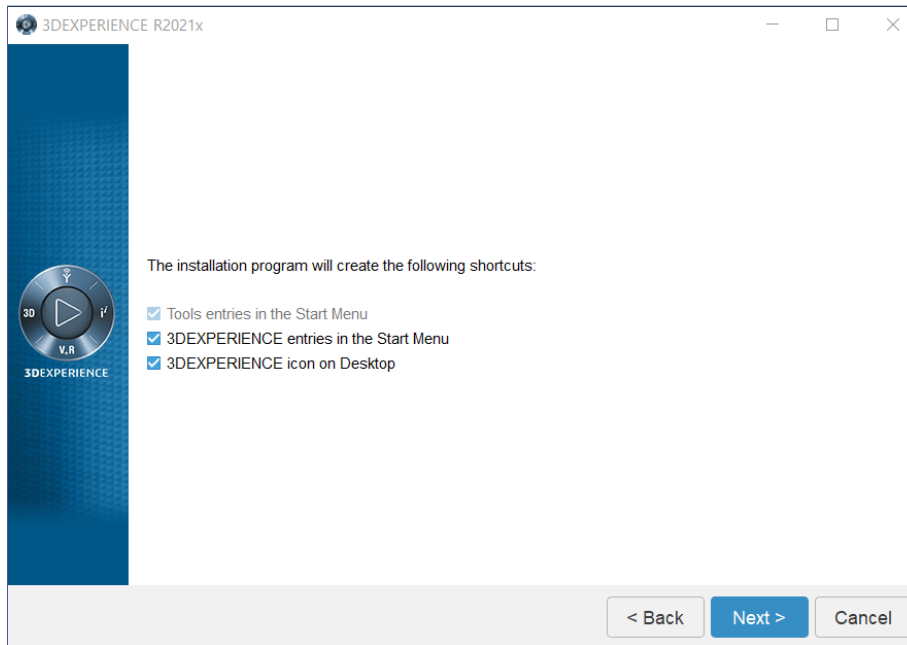 3DEXPERIENCE R2021x
The installation program will create the following shortcuts:
Tools entries in the Start Menu
3DEXPERIENCE entries in the Start Menu
3DEXPERIENCE icon on Desktop
3D
i²
V.R
3DEXPERIENCE
< Back Next > Cancel